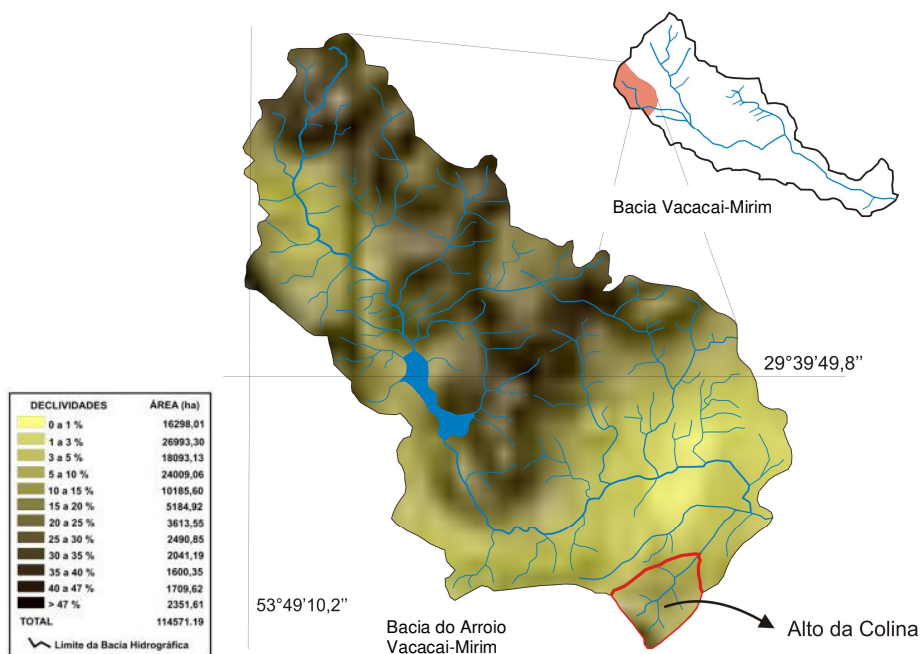 Bacia Vacacai-Mirim
29°39'49,8''
DECLIVIDADES ÁREA (ha)
0 a 1 % 16298,01
1 a 3 % 26993,30
3 a 5 % 18093,13
5 a 10 % 24009,06
10 a 15 % 10185,60
15 a 20 % 5184,92
20 a 25 % 3613,55
25 a 30 % 2490,85
30 a 35 % 2041,19
35 a 40 % 1600,35
40 a 47 % 1709,62
> 47 % 2351,61
TOTAL 114571.19
Limite da Bacia Hidrográfica
53°49'10,2''
Bacia do Arroio
Vacacai-Mirim
Alto da Colina